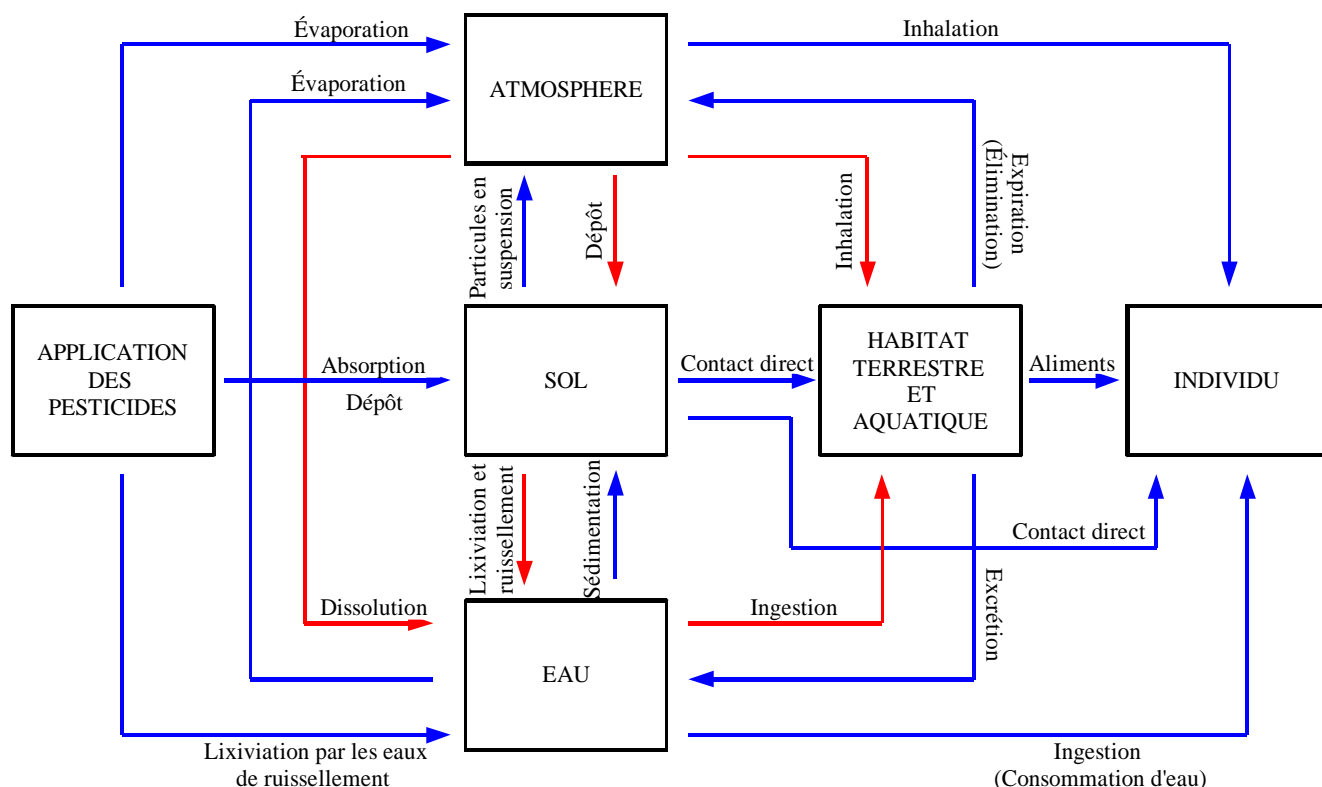 Évaporation
Inhalation
Évaporation
ATMOSPHERE
Expiration
(Élimination)
Particules en
suspension
Dépôt
Inhalation
APPLICATION
DES
PESTICIDES
Absorption
Dépôt
SOL
Contact direct
HABITAT
TERRESTRE
ET
AQUATIQUE
Aliments
INDIVIDU
Lixiviation et
ruissellement
Sédimentation
Contact direct
Dissolution
Ingestion
Excrétion
EAU
Lixiviation par les eaux
de ruissellement
Ingestion
(Consommation d'eau)